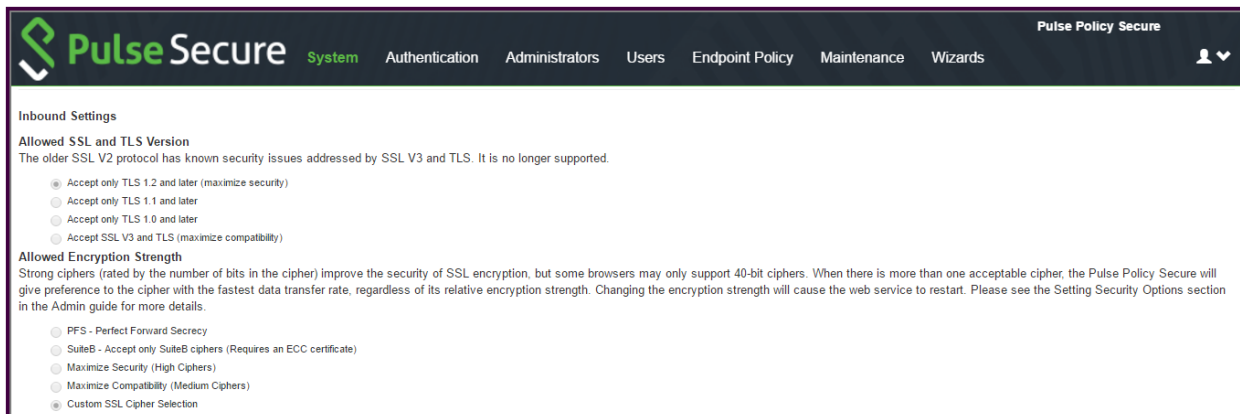 Pulse Policy Secure
Pulse Secure System Authentication Administrators Users Endpoint Policy Maintenance Wizards
Inbound Settings
Allowed SSL and TLS Version
The older SSL V2 protocol has known security issues addressed by SSL V3 and TLS. It is no longer supported.
Accept only TLS 1.2 and later (maximize security)
Accept only TLS 1.1 and later
Accept only TLS 1.0 and later
Accept SSL V3 and TLS (maximize compatibility)
Allowed Encryption Strength
Strong ciphers (rated by the number of bits in the cipher) improve the security of SSL encryption, but some browsers may only support 40-bit ciphers. When there is more than one acceptable cipher, the Pulse Policy Secure will
give preference to the cipher with the fastest data transfer rate, regardless of its relative encryption strength. Changing the encryption strength will cause the web service to restart. Please see the Setting Security Options section
in the Admin guide for more details.
PFS - Perfect Forward Secrecy
SuiteB - Accept only SuiteB ciphers (Requires an ECC certificate)
Maximize Security (High Ciphers)
Maximize Compatibility (Medium Ciphers)
Custom SSL Cipher Selection